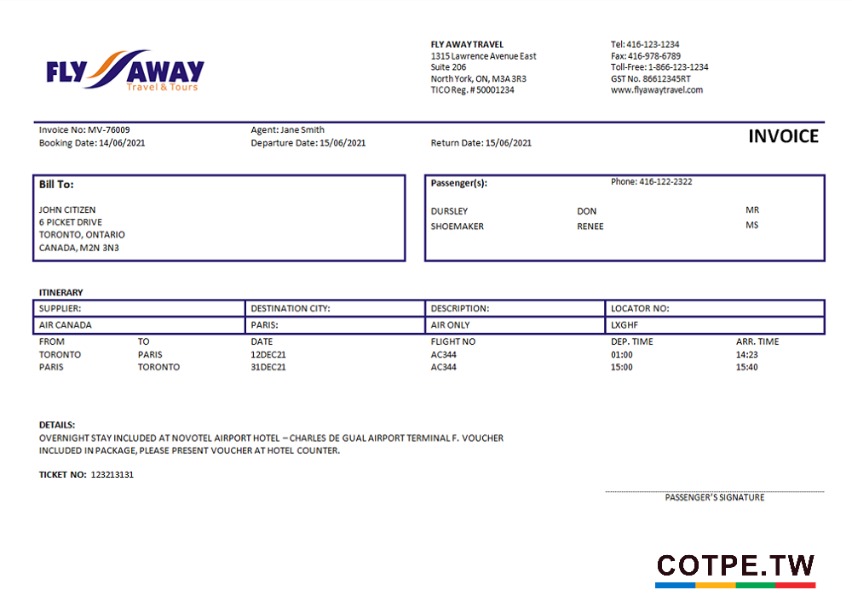 FLY AWAY
Travel & Tours
FLY AWAY TRAVEL
1315 Lawrence Avenue East
Suite 206
North York, ON, M3A 3R3
TICO Reg. # 50001234
Tel: 416-123-1234
Fax: 416-978-6789
Toll-Free: 1-866-123-1234
GST No. 86612345RT
www.flyawaytravel.com
Invoice No: MV-76009
Booking Date: 14/06/2021
Agent: Jane Smith
Departure Date: 15/06/2021
Return Date: 15/06/2021
INVOICE
Bill To:
JOHN CITIZEN
6 PICKET DRIVE
TORONTO, ONTARIO
CANADA, M2N 3N3
Passenger(s): Phone: 416-122-2322
DURSLEY DON MR
SHOEMAKER RENEE MS
ITINERARY
SUPPLIER: DESTINATION CITY: DESCRIPTION: LOCATOR NO:
AIR CANADA PARIS: AIR ONLY LXGHF
FROM TO DATE FLIGHT NO DEP. TIME ARR. TIME
TORONTO PARIS 12DEC21 AC344 01:00 14:23
PARIS TORONTO 31DEC21 AC344 15:00 15:40
DETAILS:
OVERNIGHT STAY INCLUDED AT NOVOTEL AIRPORT HOTEL – CHARLES DE GUAL AIRPORT TERMINAL F. VOUCHER
INCLUDED IN PACKAGE, PLEASE PRESENT VOUCHER AT HOTEL COUNTER.
TICKET NO: 123213131
PASSENGER'S SIGNATURE
COTPE.TW